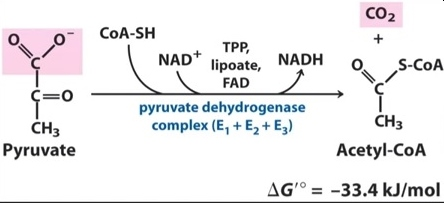 CO2
O O−
C
C=O
CH3
Pyruvate
CoA-SH
NAD+
TPP,
lipoate,
FAD
NADH
pyruvate dehydrogenase
complex (E1 + E2 + E3)
+
O S-CoA
C
CH3
Acetyl-CoA
ΔG′° = −33.4 kJ/mol